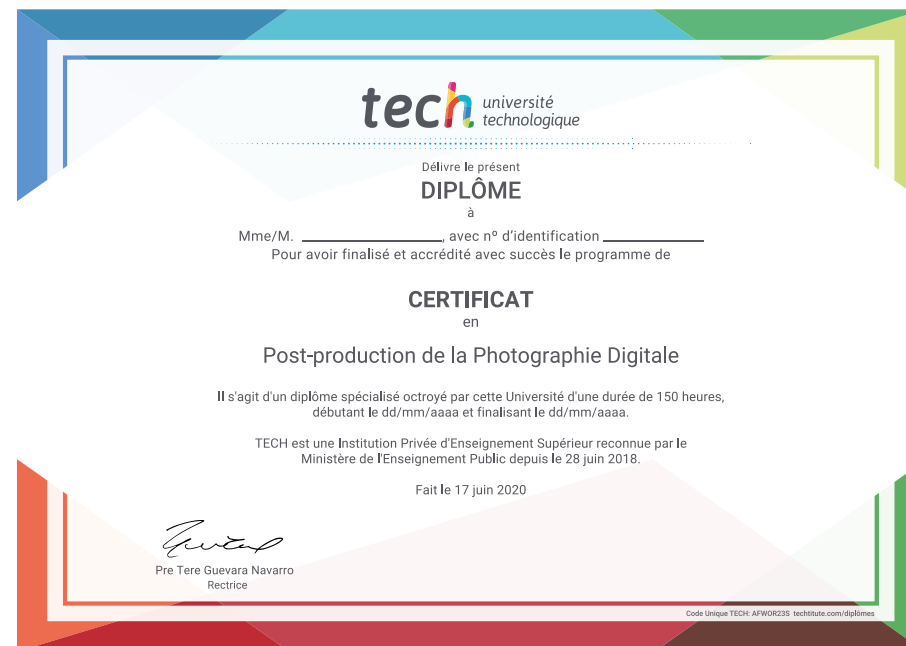 tech université
technologique
Délivre le présent
DIPLÔME
à
Mme/M. ____________________, avec nº d'identification ______________
Pour avoir finalisé et accrédité avec succès le programme de
CERTIFICAT
en
Post-production de la Photographie Digitale
Il s'agit d'un diplôme spécialisé octroyé par cette Université d'une durée de 150 heures,
débutant le dd/mm/aaaa et finalisant le dd/mm/aaaa.
TECH est une Institution Privée d'Enseignement Supérieur reconnue par le
Ministère de l'Enseignement Public depuis le 28 juin 2018.
Fait le 17 juin 2020
Pre Tere Guevara Navarro
Rectrice
Code Unique TECH: AFWOR23S techtitute.com/diplômes